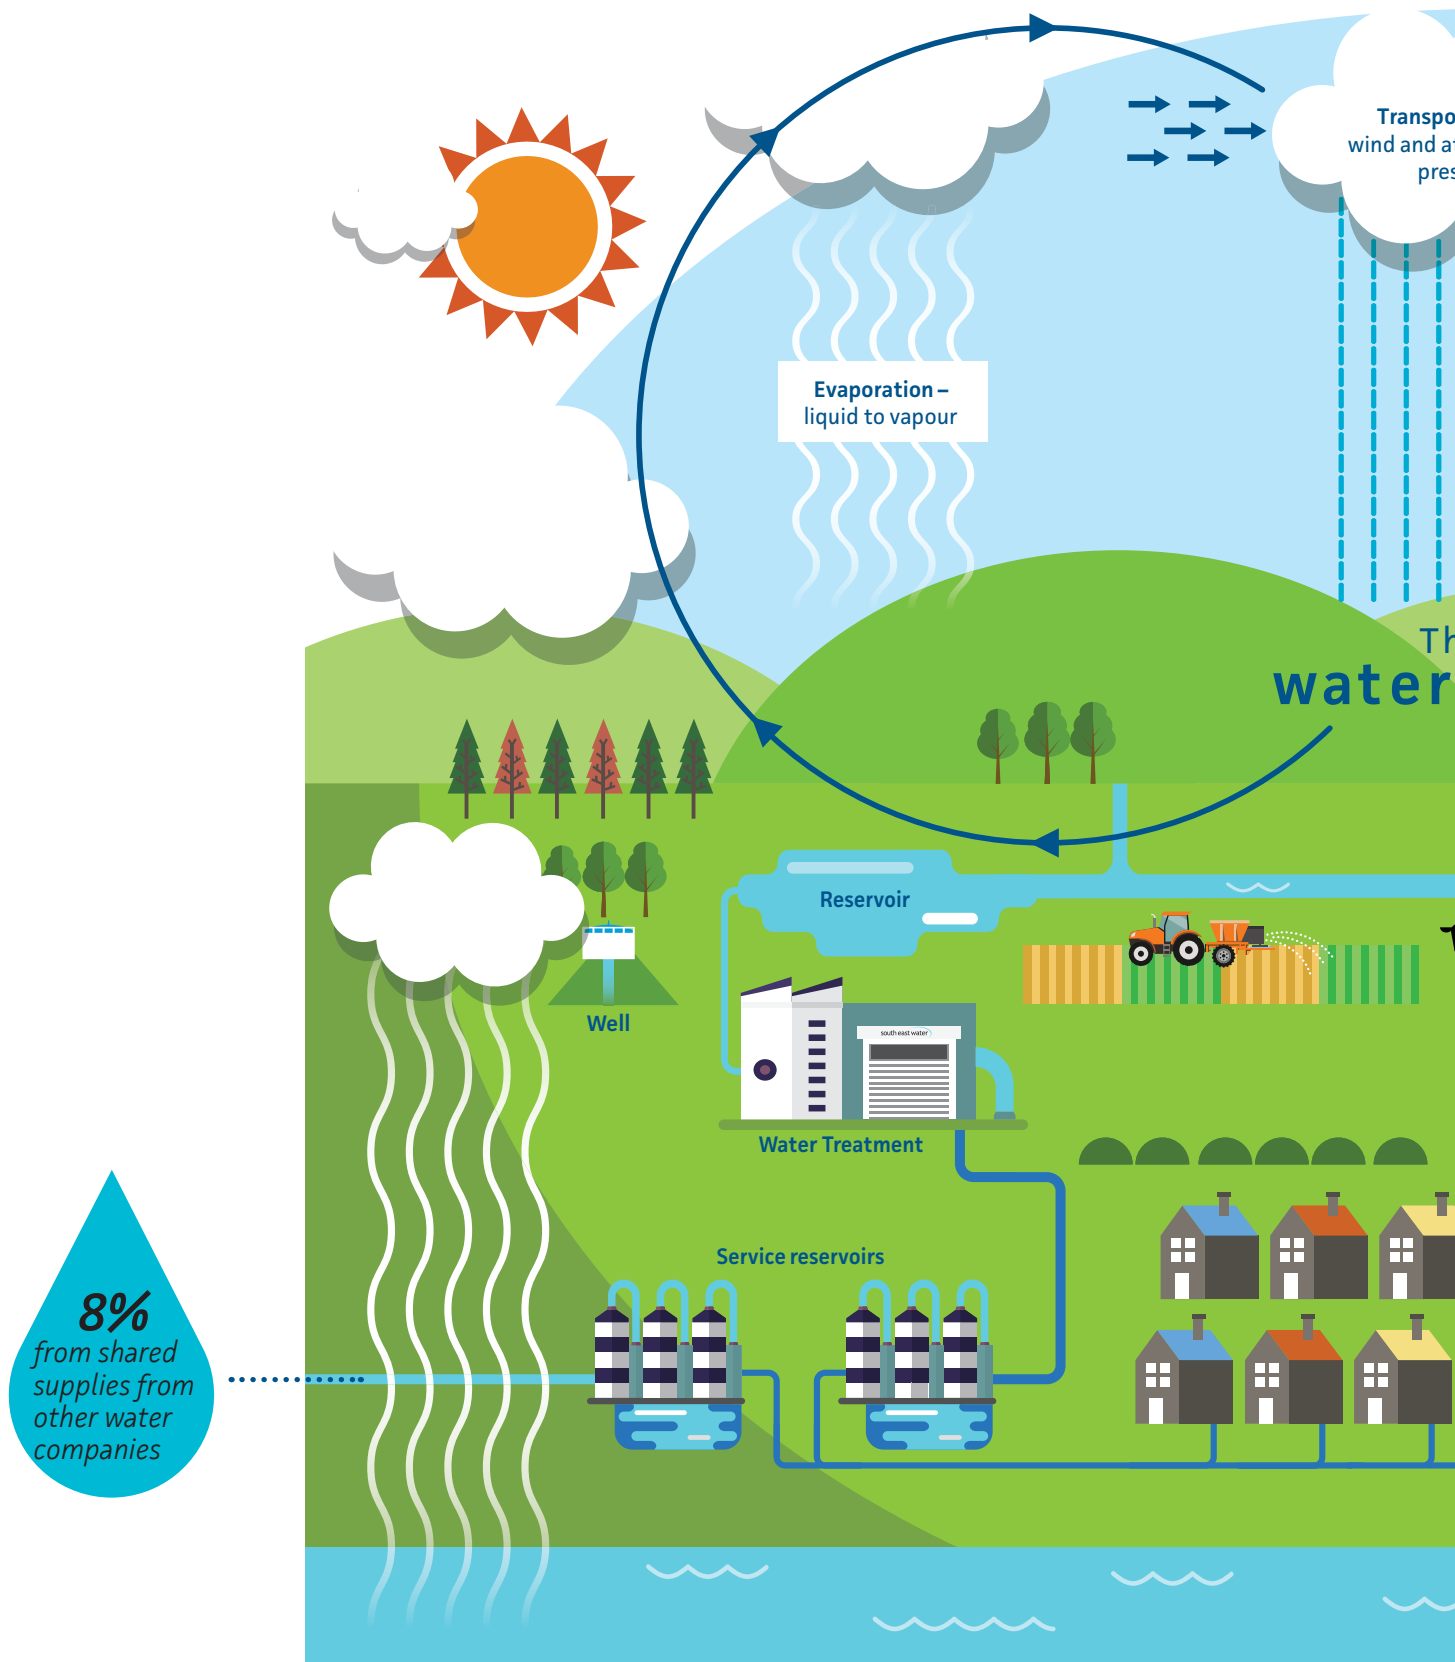 Transpo
wind and at
pres
Evaporation –
liquid to vapour
Th
water
Reservoir
Well
south east water
Water Treatment
Service reservoirs
8%
from shared
supplies from
other water
companies